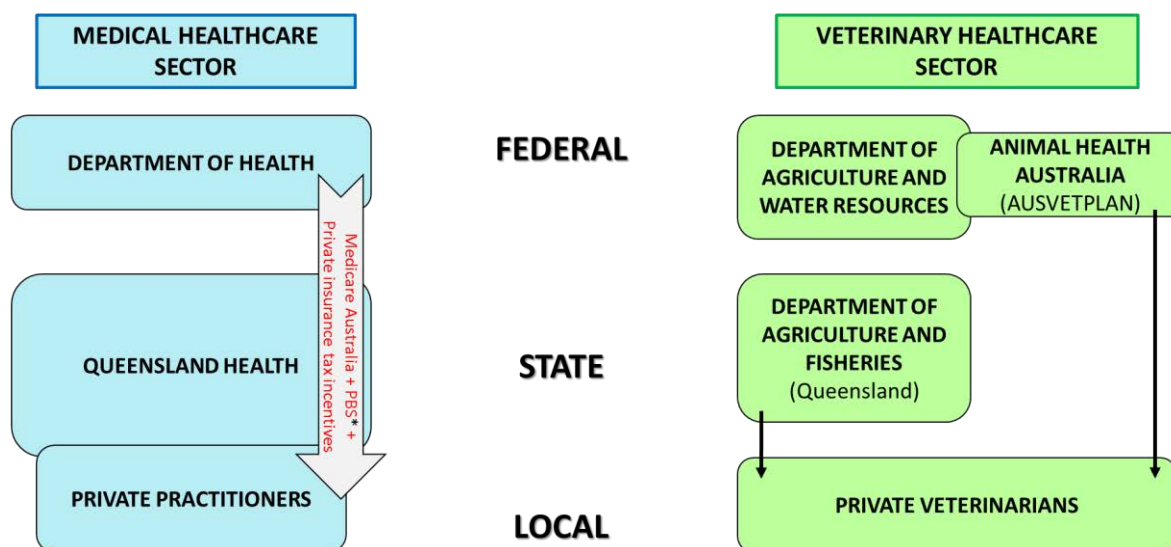 MEDICAL HEALTHCARE
SECTOR
VETERINARY HEALTHCARE
SECTOR
DEPARTMENT OF HEALTH
FEDERAL
DEPARTMENT OF
AGRICULTURE AND
WATER RESOURCES
ANIMAL HEALTH
AUSTRALIA
(AUSVETPLAN)
Medicare Australia + PBS* +
Private insurance tax incentives
QUEENSLAND HEALTH
STATE
DEPARTMENT OF
AGRICULTURE AND
FISHERIES
(Queensland)
PRIVATE PRACTITIONERS
LOCAL
PRIVATE VETERINARIANS